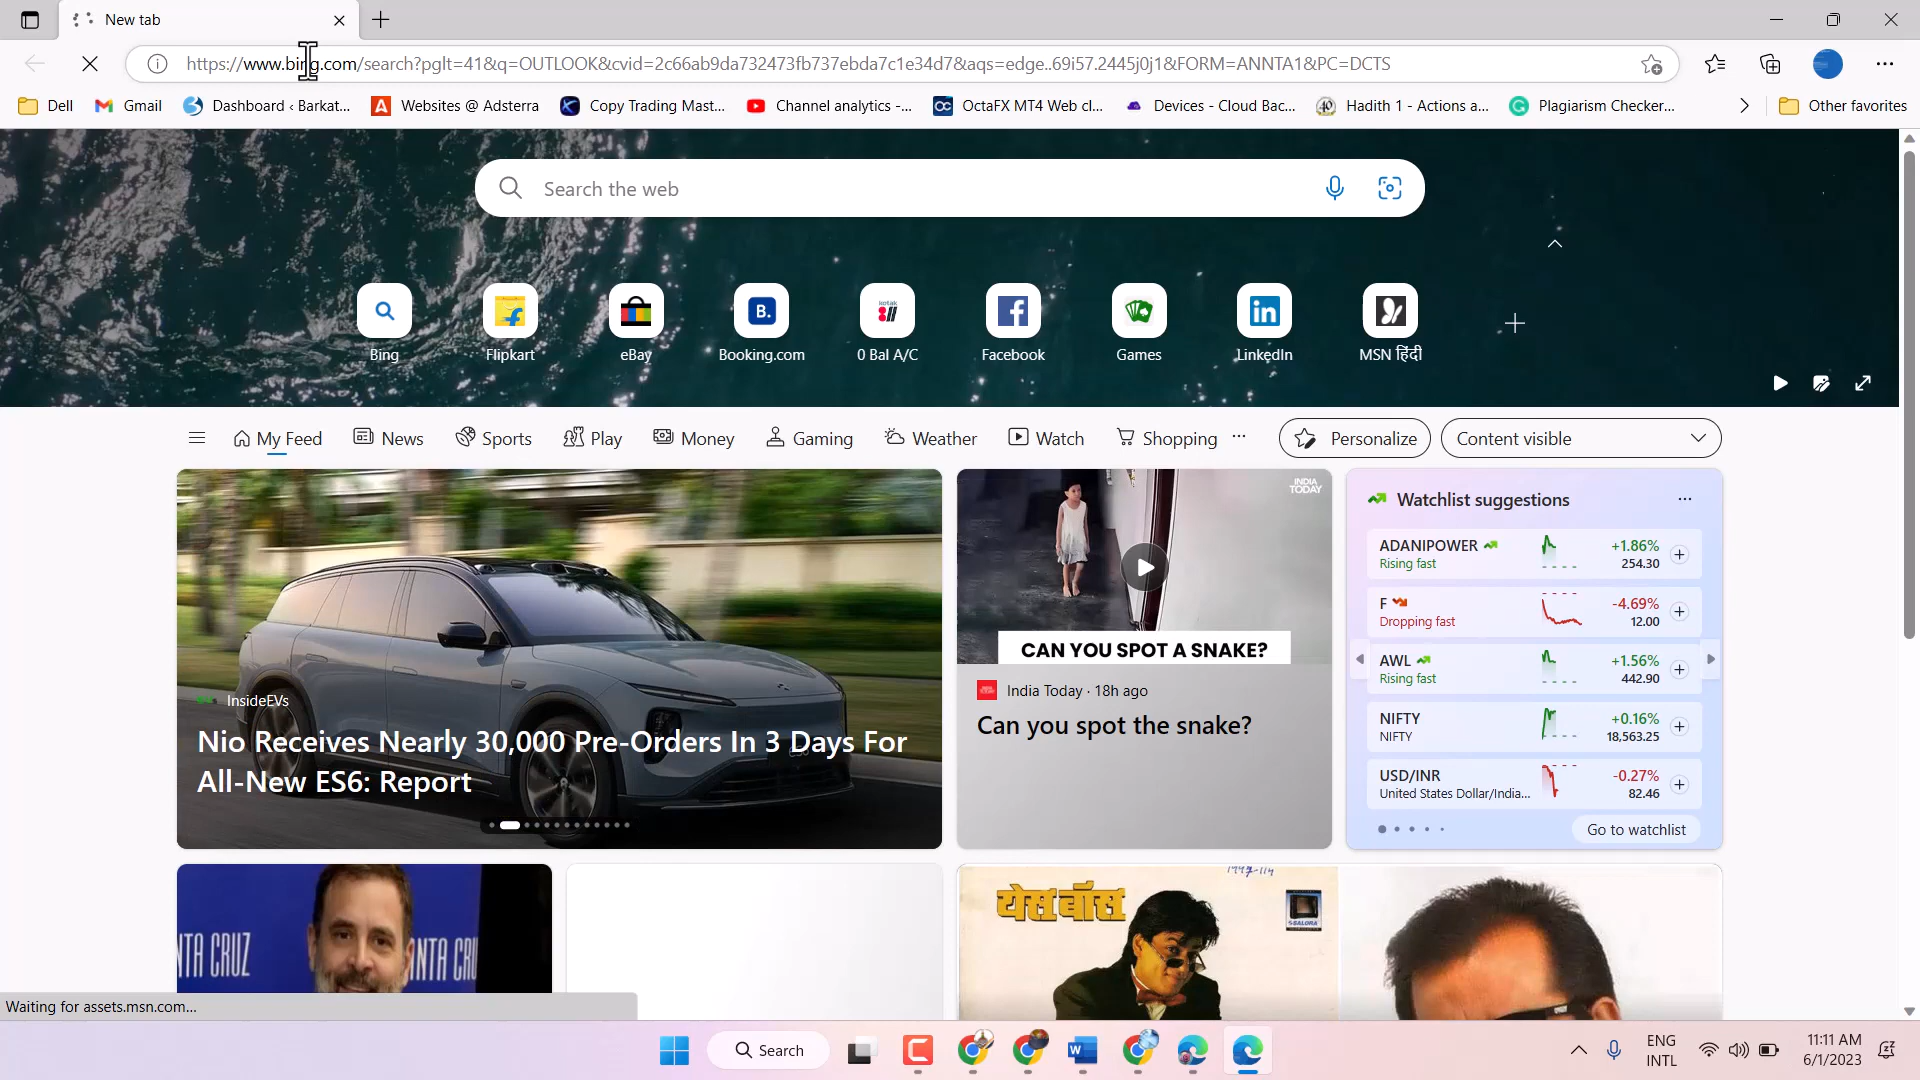 New tab
https://www.bing.com/search?pglt=41&q=OUTLOOK&cvid=2c66ab9da732473fb737ebda7c1e34d7&aqs=edge..69i57.2445j0j1&FORM=ANNTA1&PC=DCTS
Dell Gmail Dashboard ‹ Barkat... Websites @ Adsterra Copy Trading Mast... Channel analytics -... OctaFX MT4 Web cl... Devices - Cloud Bac... Hadith 1 - Actions a... Plagiarism Checker... Other favorites
Search the web
Bing Flipkart eBay Booking.com 0 Bal A/C Facebook Games LinkedIn MSN हिंदी
My Feed News Sports Play Money Gaming Weather Watch Shopping ... Personalize Content visible
InsideEVs
Nio Receives Nearly 30,000 Pre-Orders In 3 Days For
All-New ES6: Report
INDIA
TODAY
CAN YOU SPOT A SNAKE?
India Today · 18h ago
Can you spot the snake?
Watchlist suggestions
ADANIPOWER +1.86%
Rising fast 254.30
F -4.69%
Dropping fast 12.00
AWL +1.56%
Rising fast 442.90
NIFTY +0.16%
NIFTY 18,563.25
USD/INR -0.27%
United States Dollar/India... 82.46
Go to watchlist
NTA CRUZ
ANTA CRU
येस बॉस
SALORA
Waiting for assets.msn.com...
Search
ENG
INTL
11:11 AM
6/1/2023